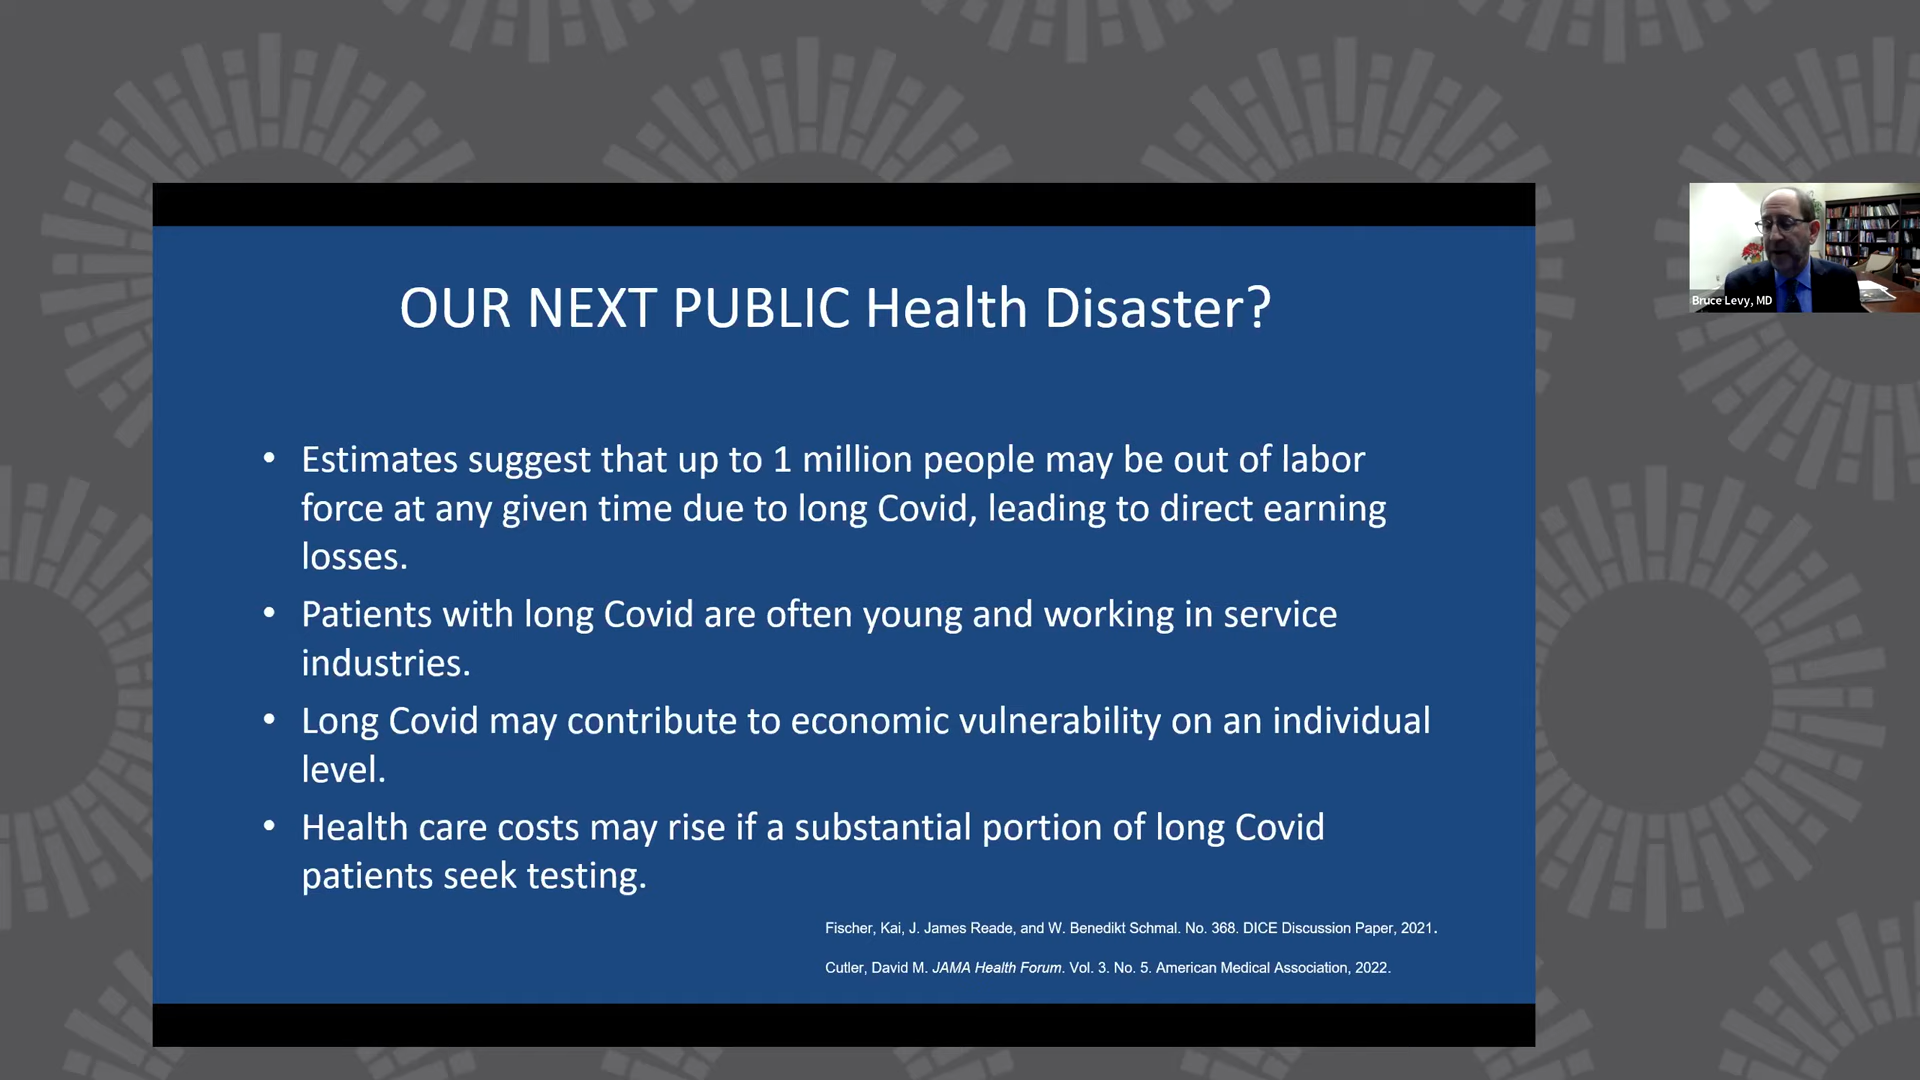 OUR NEXT PUBLIC Health Disaster?
• Estimates suggest that up to 1 million people may be out of labor
force at any given time due to long Covid, leading to direct earning
losses.
• Patients with long Covid are often young and working in service
industries.
• Long Covid may contribute to economic vulnerability on an individual
level.
• Health care costs may rise if a substantial portion of long Covid
patients seek testing.
Fischer, Kai, J. James Reade, and W. Benedikt Schmal. No. 368. DICE Discussion Paper, 2021.
Cutler, David M. JAMA Health Forum. Vol. 3. No. 5. American Medical Association, 2022.
Bruce Levy, MD